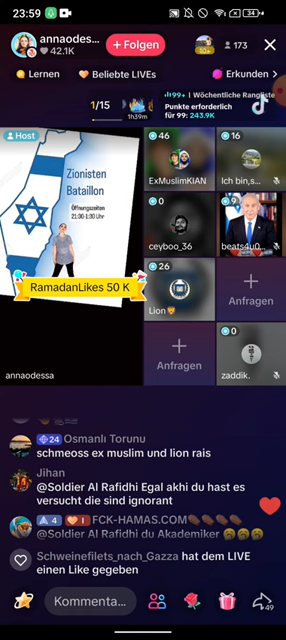 23:59
34
annaodes...
42.1K
+ Folgen
10+
173
Lernen
Beliebte LIVEs
Erkunden
1/15
1h39m
99+ | Wöchentliche Rangliste
Punkte erforderlich
für 99: 243.9K
Host
Zionisten
Bataillon
Öffnungszeiten
21:30-1:30 Uhr
RamadanLikes 50 K
annaodessa
46
ExMuslimKIAN
16
Ich bin,s...
0
ceyboo_36
9
beats4u0...
26
Lion🦁
Anfragen
Anfragen
0
zaddik.
24 Osmanlı Torunu
schmeoss ex muslim und lion rais
Jihan
@Soldier Al Rafidhi Egal akhi du hast es
versucht die sind ignorant
4 1 FCK-HAMAS.COM
@Soldier Al Rafidhi du Akademiker
Schweinefilets_nach_Gazza hat dem LIVE
einen Like gegeben
Kommenta...
49